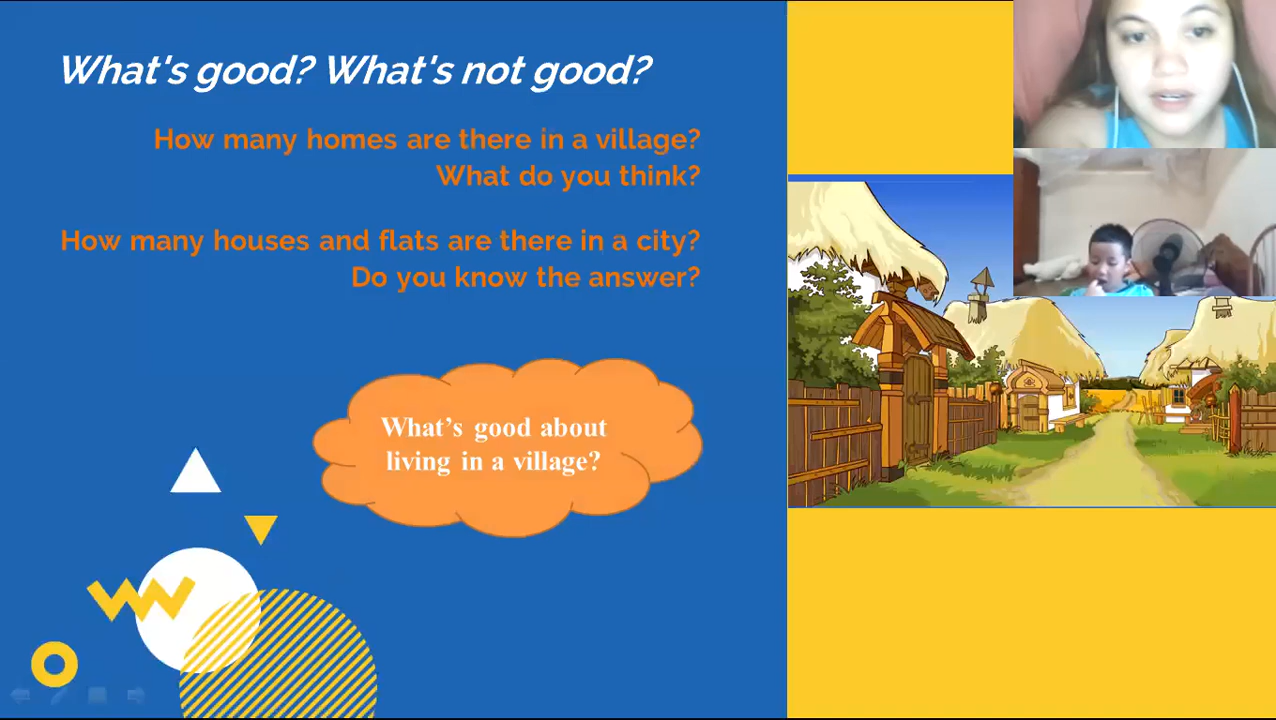 What's good? What's not good?
How many homes are there in a village?
What do you think?
How many houses and flats are there in a city?
Do you know the answer?
What's good about
living in a village?